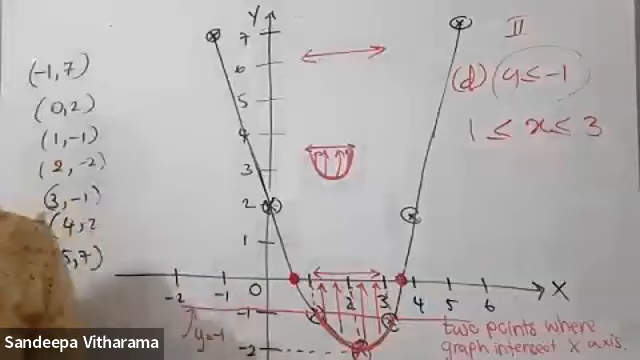 (-1,7)
(0,2)
(1,-1)
(2,-2)
(3,-1)
(4,2
5,7)
Y
7
6
5
4
3
2
1
-2 -1 0 1 2 3 4 5 6 X
-1
-2
y=-1
II
(d) y≤-1
1 ≤ x ≤ 3
two points where
graph intersect X axis.
Sandeepa Vitharama